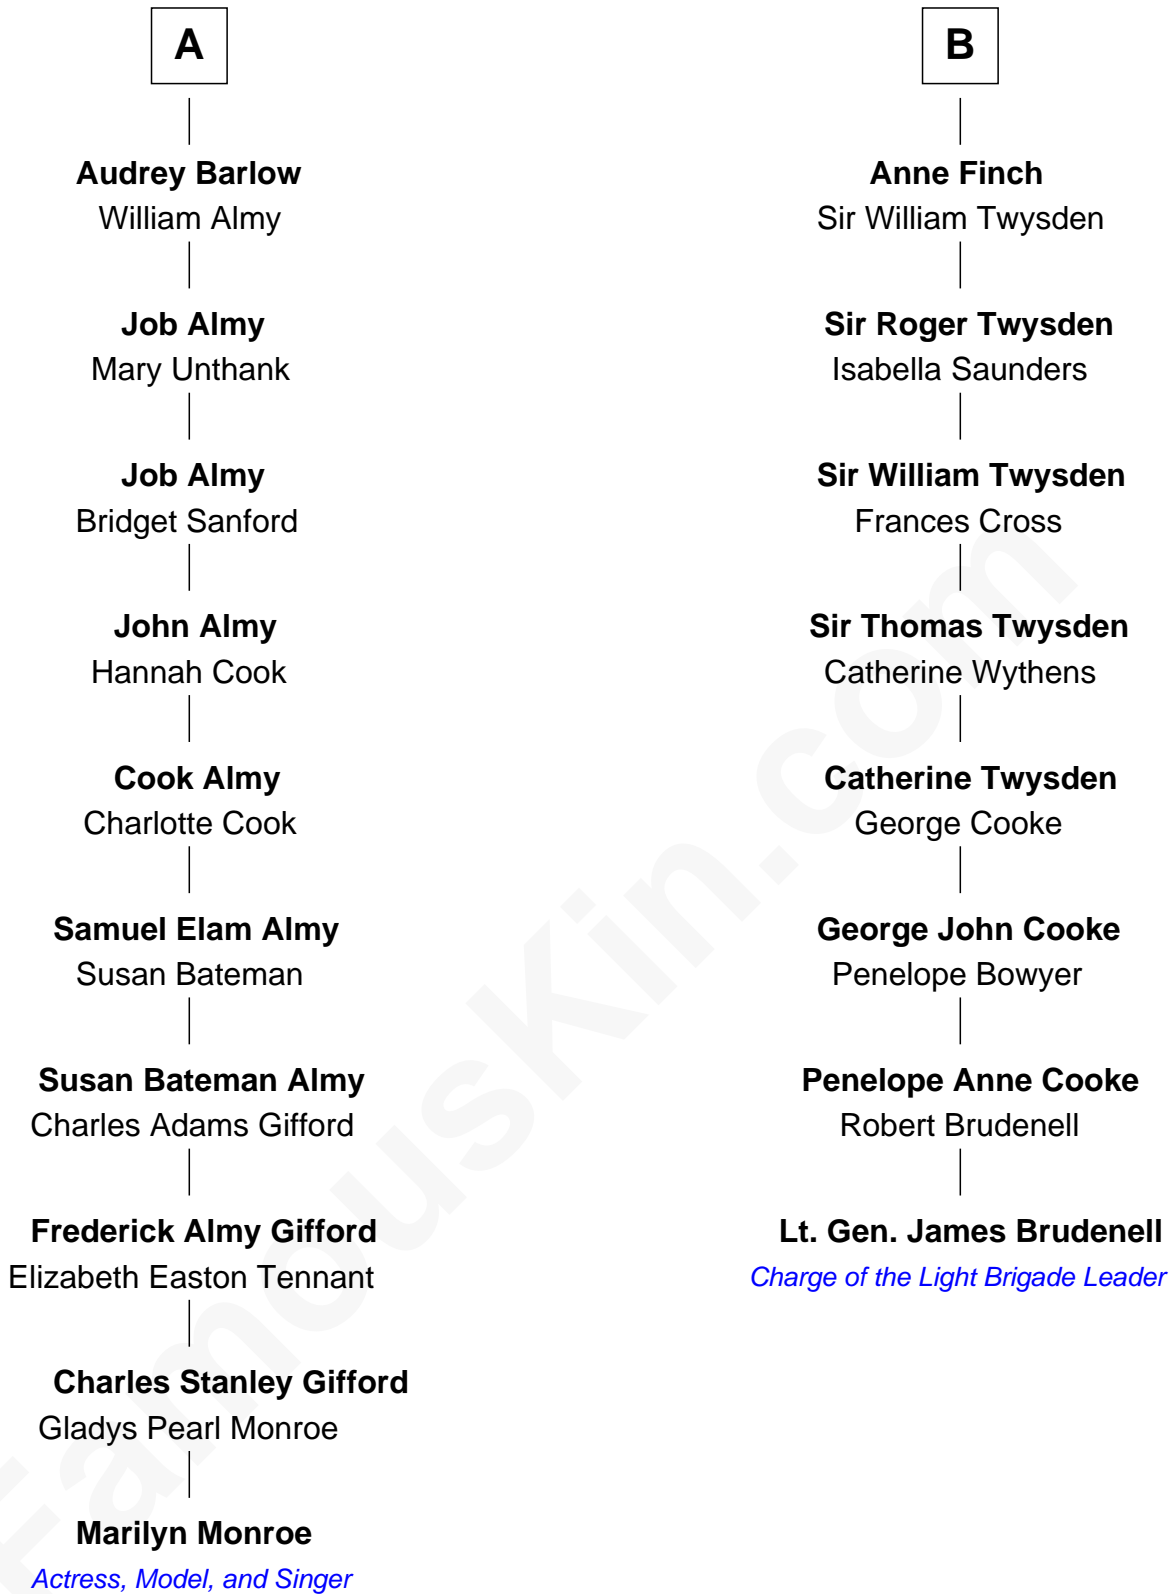 A
Audrey Barlow
William Almy
Job Almy
Mary Unthank
Job Almy
Bridget Sanford
John Almy
Hannah Cook
Cook Almy
Charlotte Cook
Samuel Elam Almy
Susan Bateman
Susan Bateman Almy
Charles Adams Gifford
Frederick Almy Gifford
Elizabeth Easton Tennant
Charles Stanley Gifford
Gladys Pearl Monroe
Marilyn Monroe
Actress, Model, and Singer
B
Anne Finch
Sir William Twysden
Sir Roger Twysden
Isabella Saunders
Sir William Twysden
Frances Cross
Sir Thomas Twysden
Catherine Wythens
Catherine Twysden
George Cooke
George John Cooke
Penelope Bowyer
Penelope Anne Cooke
Robert Brudenell
Lt. Gen. James Brudenell
Charge of the Light Brigade Leader
FamousKin.com